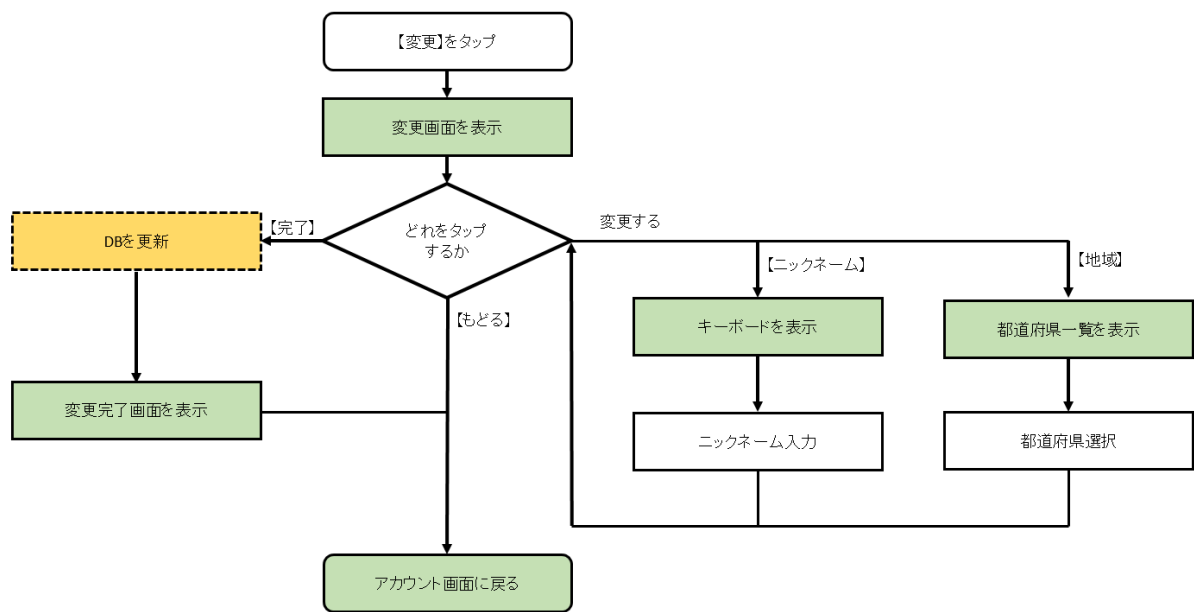 【変更】をタップ
変更画面を表示
どれをタップ
するか
【完了】
DBを更新
変更完了画面を表示
【もどる】
変更する
【ニックネーム】
キーボードを表示
ニックネーム入力
【地域】
都道府県一覧を表示
都道府県選択
アカウント画面に戻る